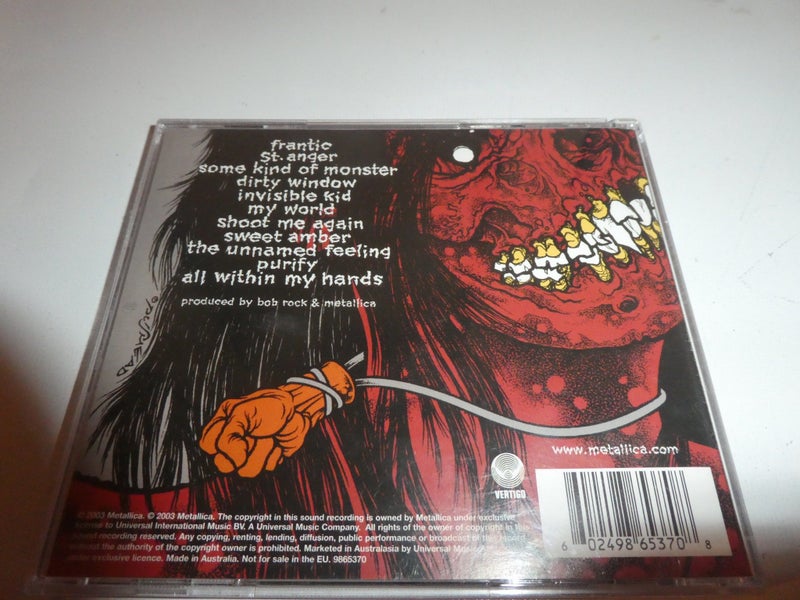 frantic
St. anger
some kind of monster
dirty window
invisible kid
my world
shoot me again
sweet amber
the unnamed feeling
purify
all within my hands
produced by bob rock & metallica
PUSHEAD
www.metallica.com
VERTIGO
℗ 2003 Metallica. © 2003 Metallica. The copyright in this sound recording is owned by Metallica under exclusive
license to Universal International Music BV. A Universal Music Company. All rights of the owner of copyright in this
sound recording reserved. Any copying, renting, lending, diffusion, public performance or broadcast of this record
without the authority of the copyright owner is prohibited. Marketed in Australasia by Universal Music
under exclusive licence. Made in Australia. Not for sale in the EU. 9865370
6 02498 65370 8